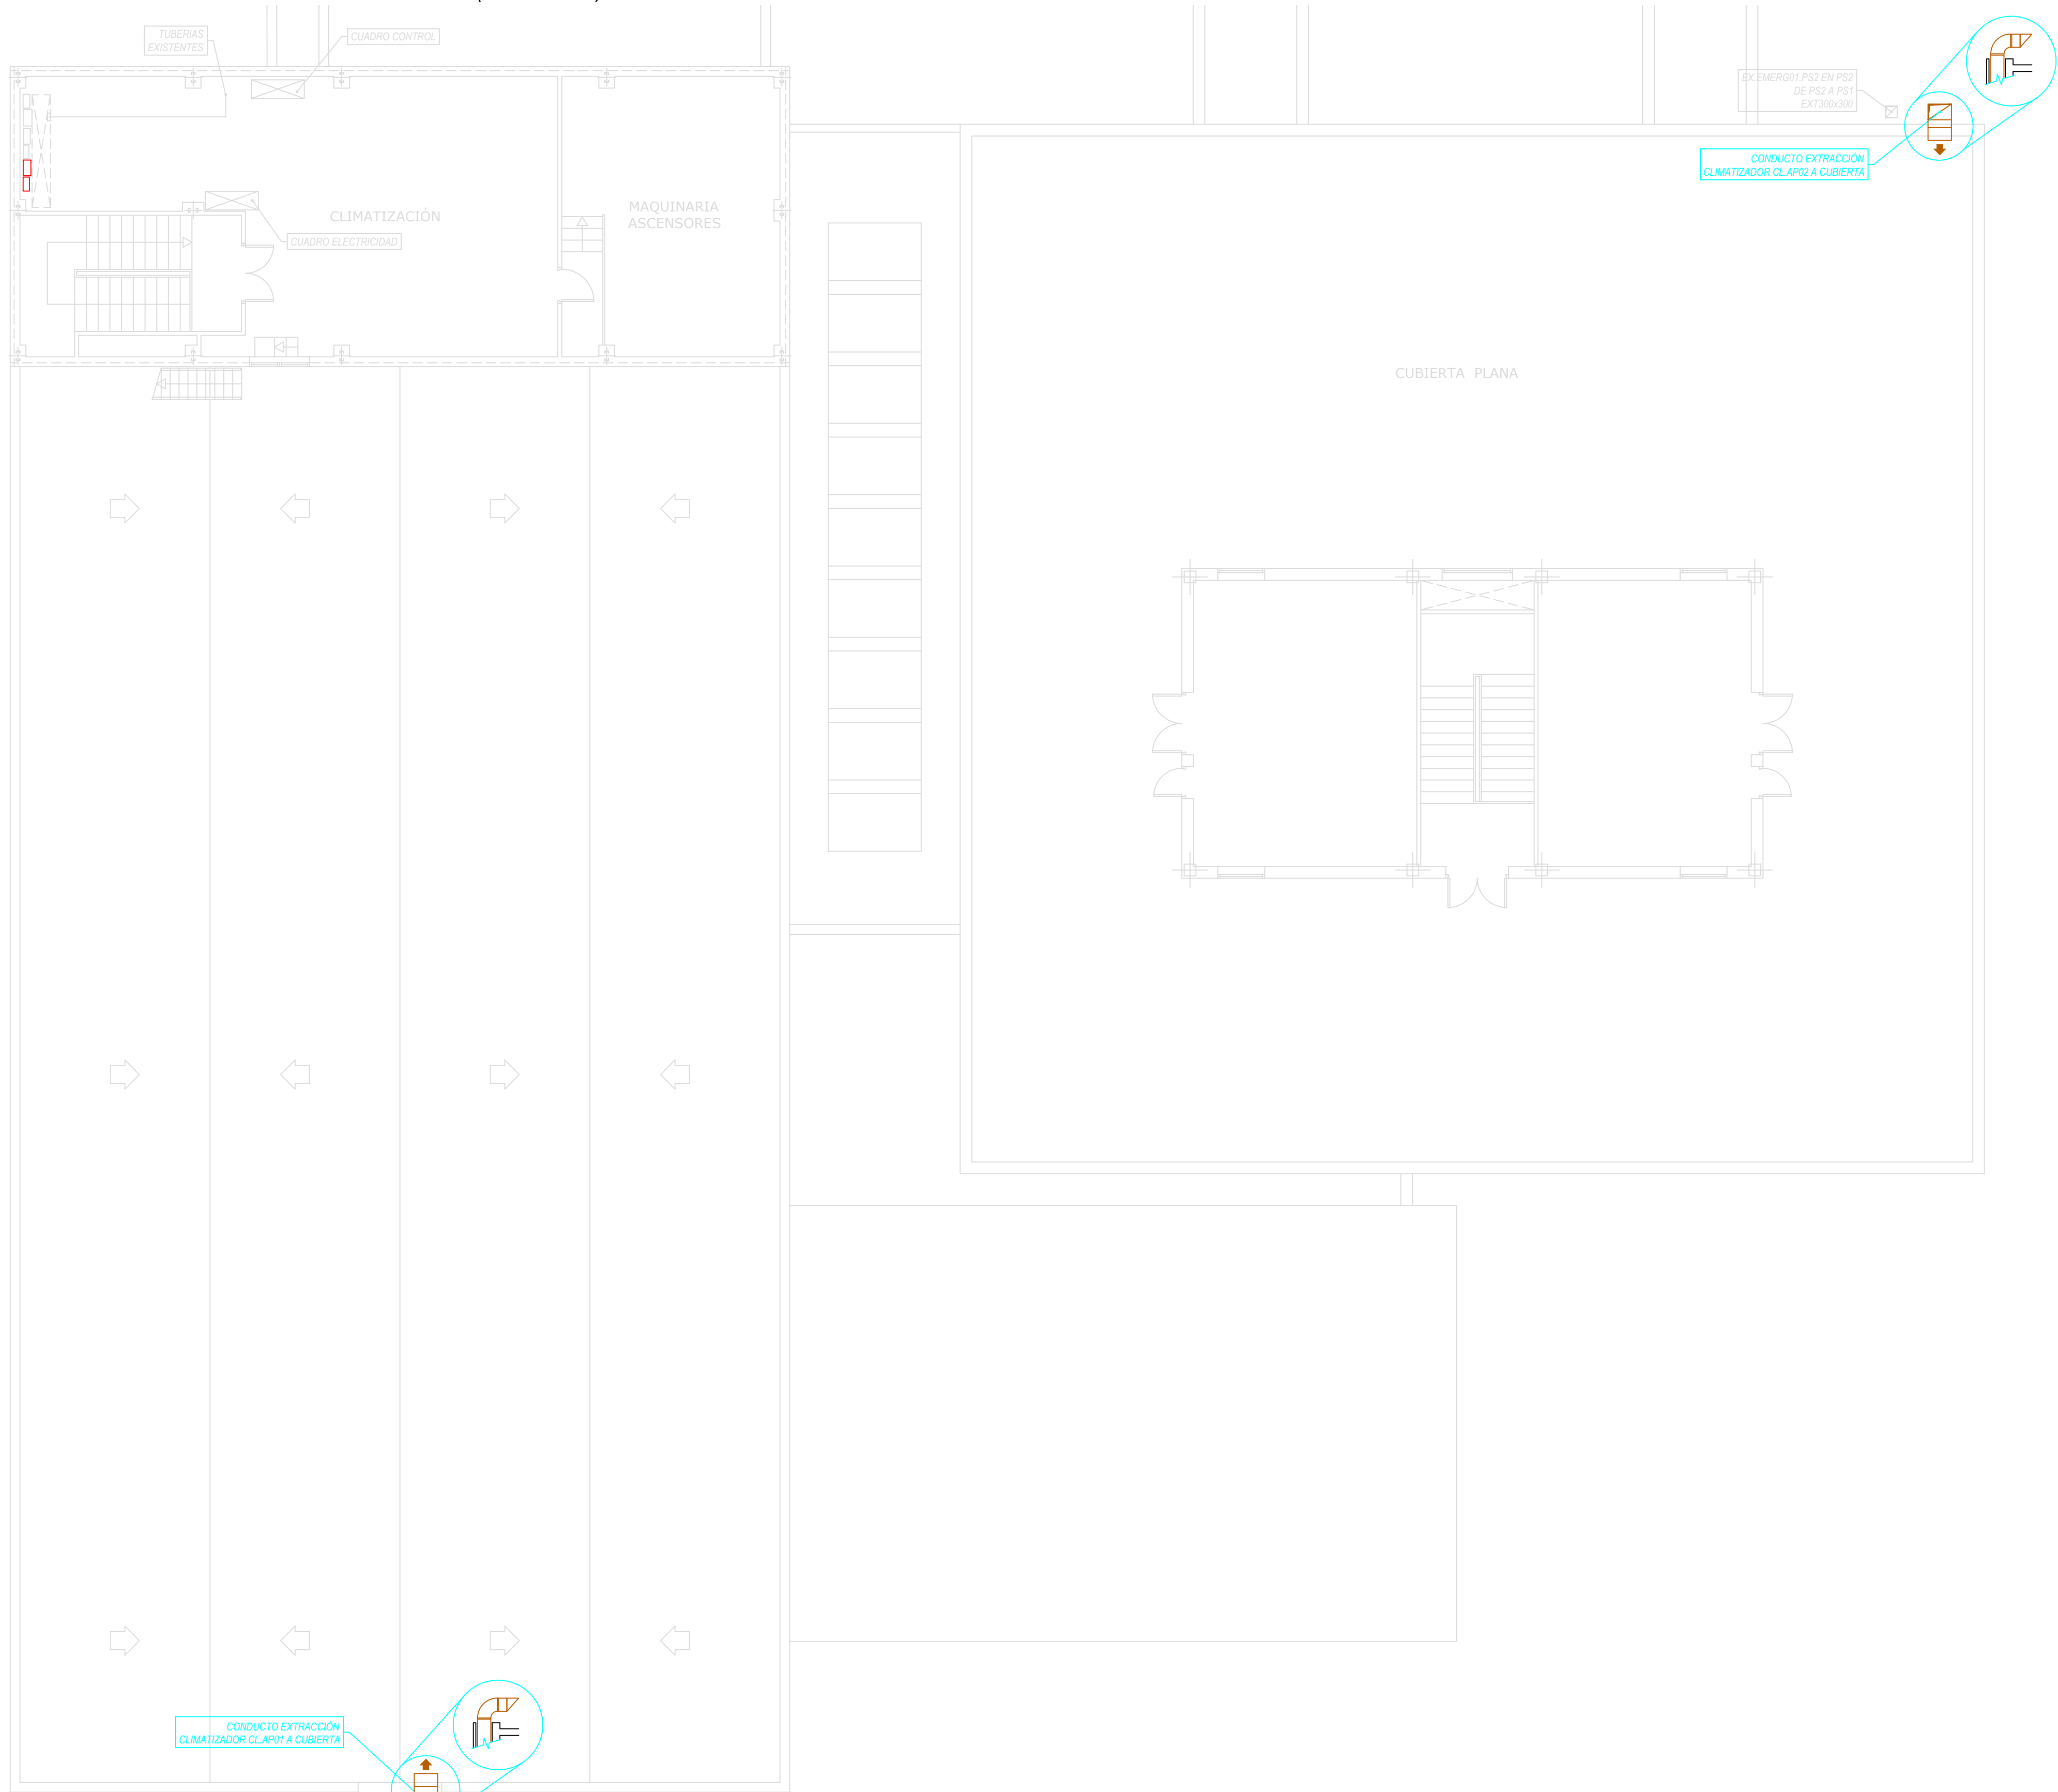 TUBERIAS
EXISTENTES
CUADRO CONTROL
EX.EMERG01.PS2 EN PS2
DE PS2 A PS1
EXT300x300
CONDUCTO EXTRACCIÓN
CLIMATIZADOR CL.AP02 A CUBIERTA
CLIMATIZACIÓN
MAQUINARIA
ASCENSORES
CUADRO ELECTRICIDAD
CUBIERTA PLANA
CONDUCTO EXTRACCIÓN
CLIMATIZADOR CL.AP01 A CUBIERTA